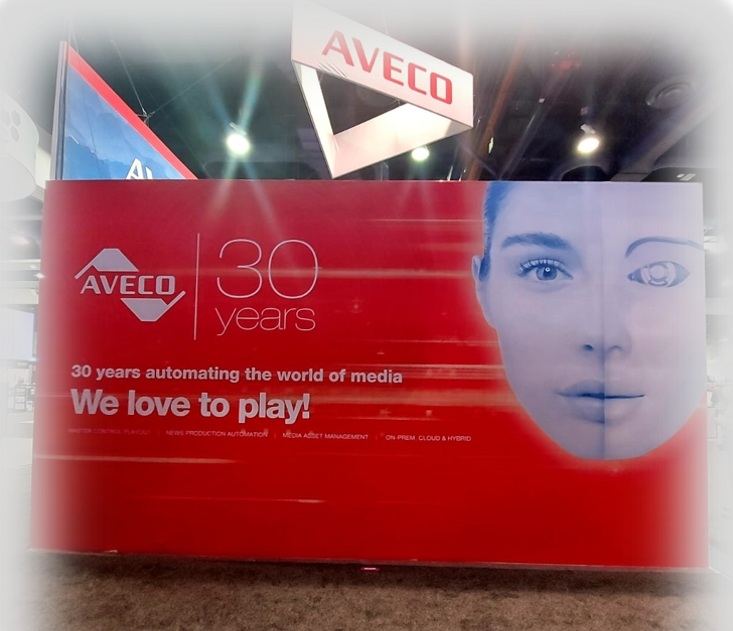 AVECO
AV
AVECO
30
years
30 years automating the world of media
We love to play!
MASTER CONTROL PLAYOUT | NEWS PRODUCTION AUTOMATION | MEDIA ASSET MANAGEMENT | ON-PREM, CLOUD & HYBRID